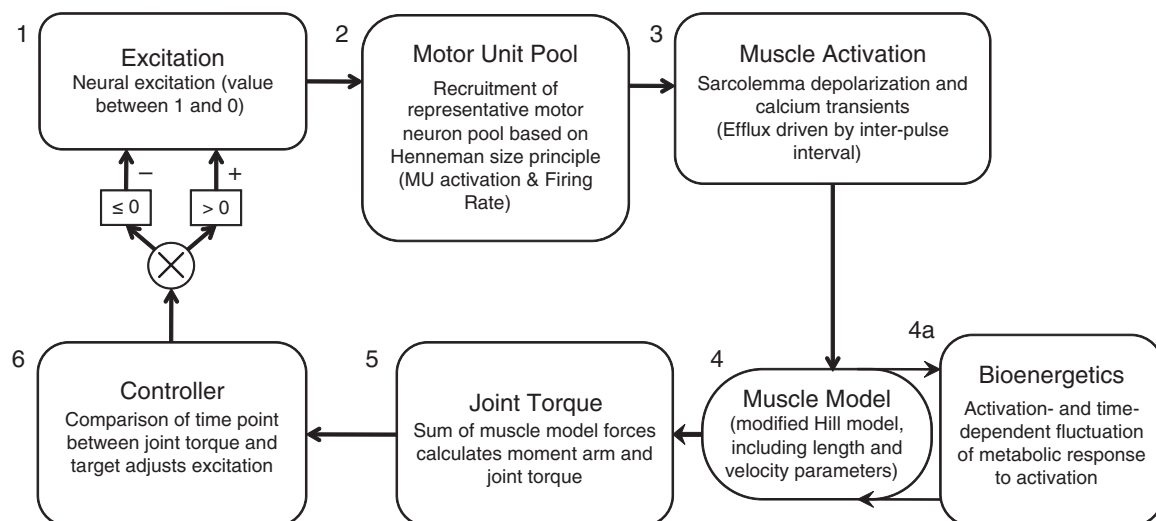 1
Excitation
Neural excitation (value
between 1 and 0)
2
Motor Unit Pool
Recruitment of
representative motor
neuron pool based on
Henneman size principle
(MU activation & Firing
Rate)
3
Muscle Activation
Sarcolemma depolarization and
calcium transients
(Efflux driven by inter-pulse
interval)
−
+
≤ 0
> 0
4
Muscle Model
(modified Hill model,
including length and
velocity parameters)
4a
Bioenergetics
Activation- and time-
dependent fluctuation
of metabolic response
to activation
5
Joint Torque
Sum of muscle model forces
calculates moment arm and
joint torque
6
Controller
Comparison of time point
between joint torque and
target adjusts excitation